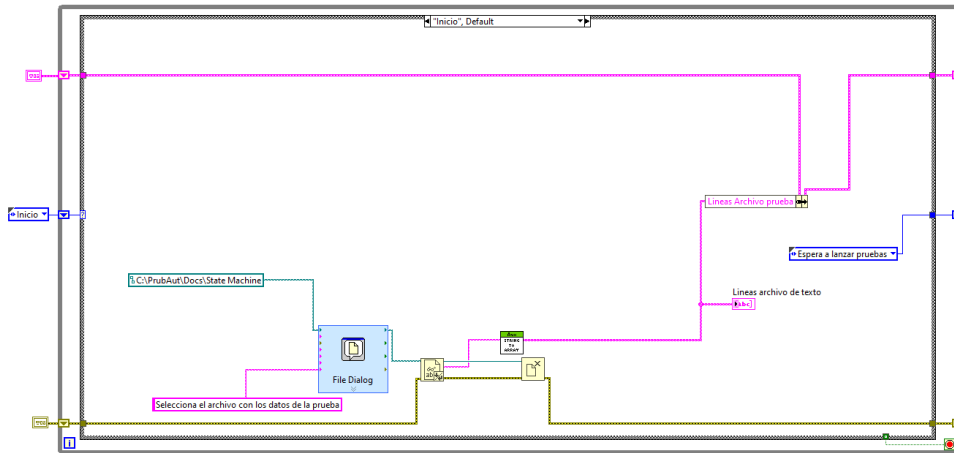 "Inicio", Default
Inicio
Lineas Archivo prueba
Espera a lanzar pruebas
C:\PrubAut\Docs\State Machine
Lineas archivo de texto
abc
STRING
TO
ARRAY
File Dialog
Selecciona el archivo con los datos de la prueba
i